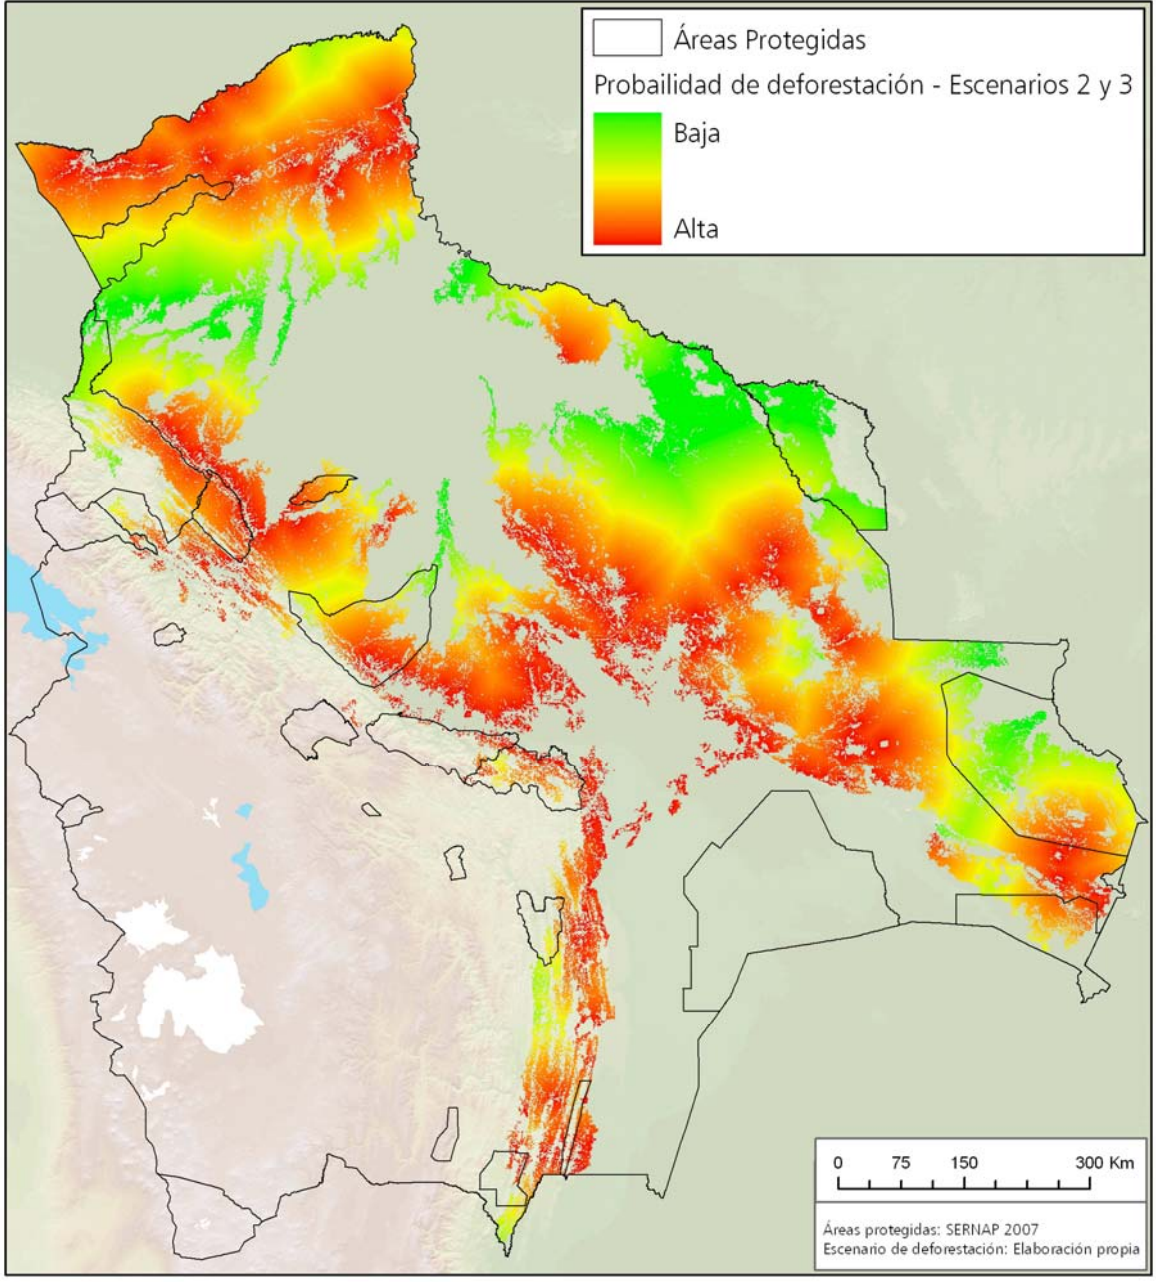 Áreas Protegidas
Probailidad de deforestación - Escenarios 2 y 3
Baja
Alta
0 75 150 300 Km
Áreas protegidas: SERNAP 2007
Escenario de deforestación: Elaboración propia